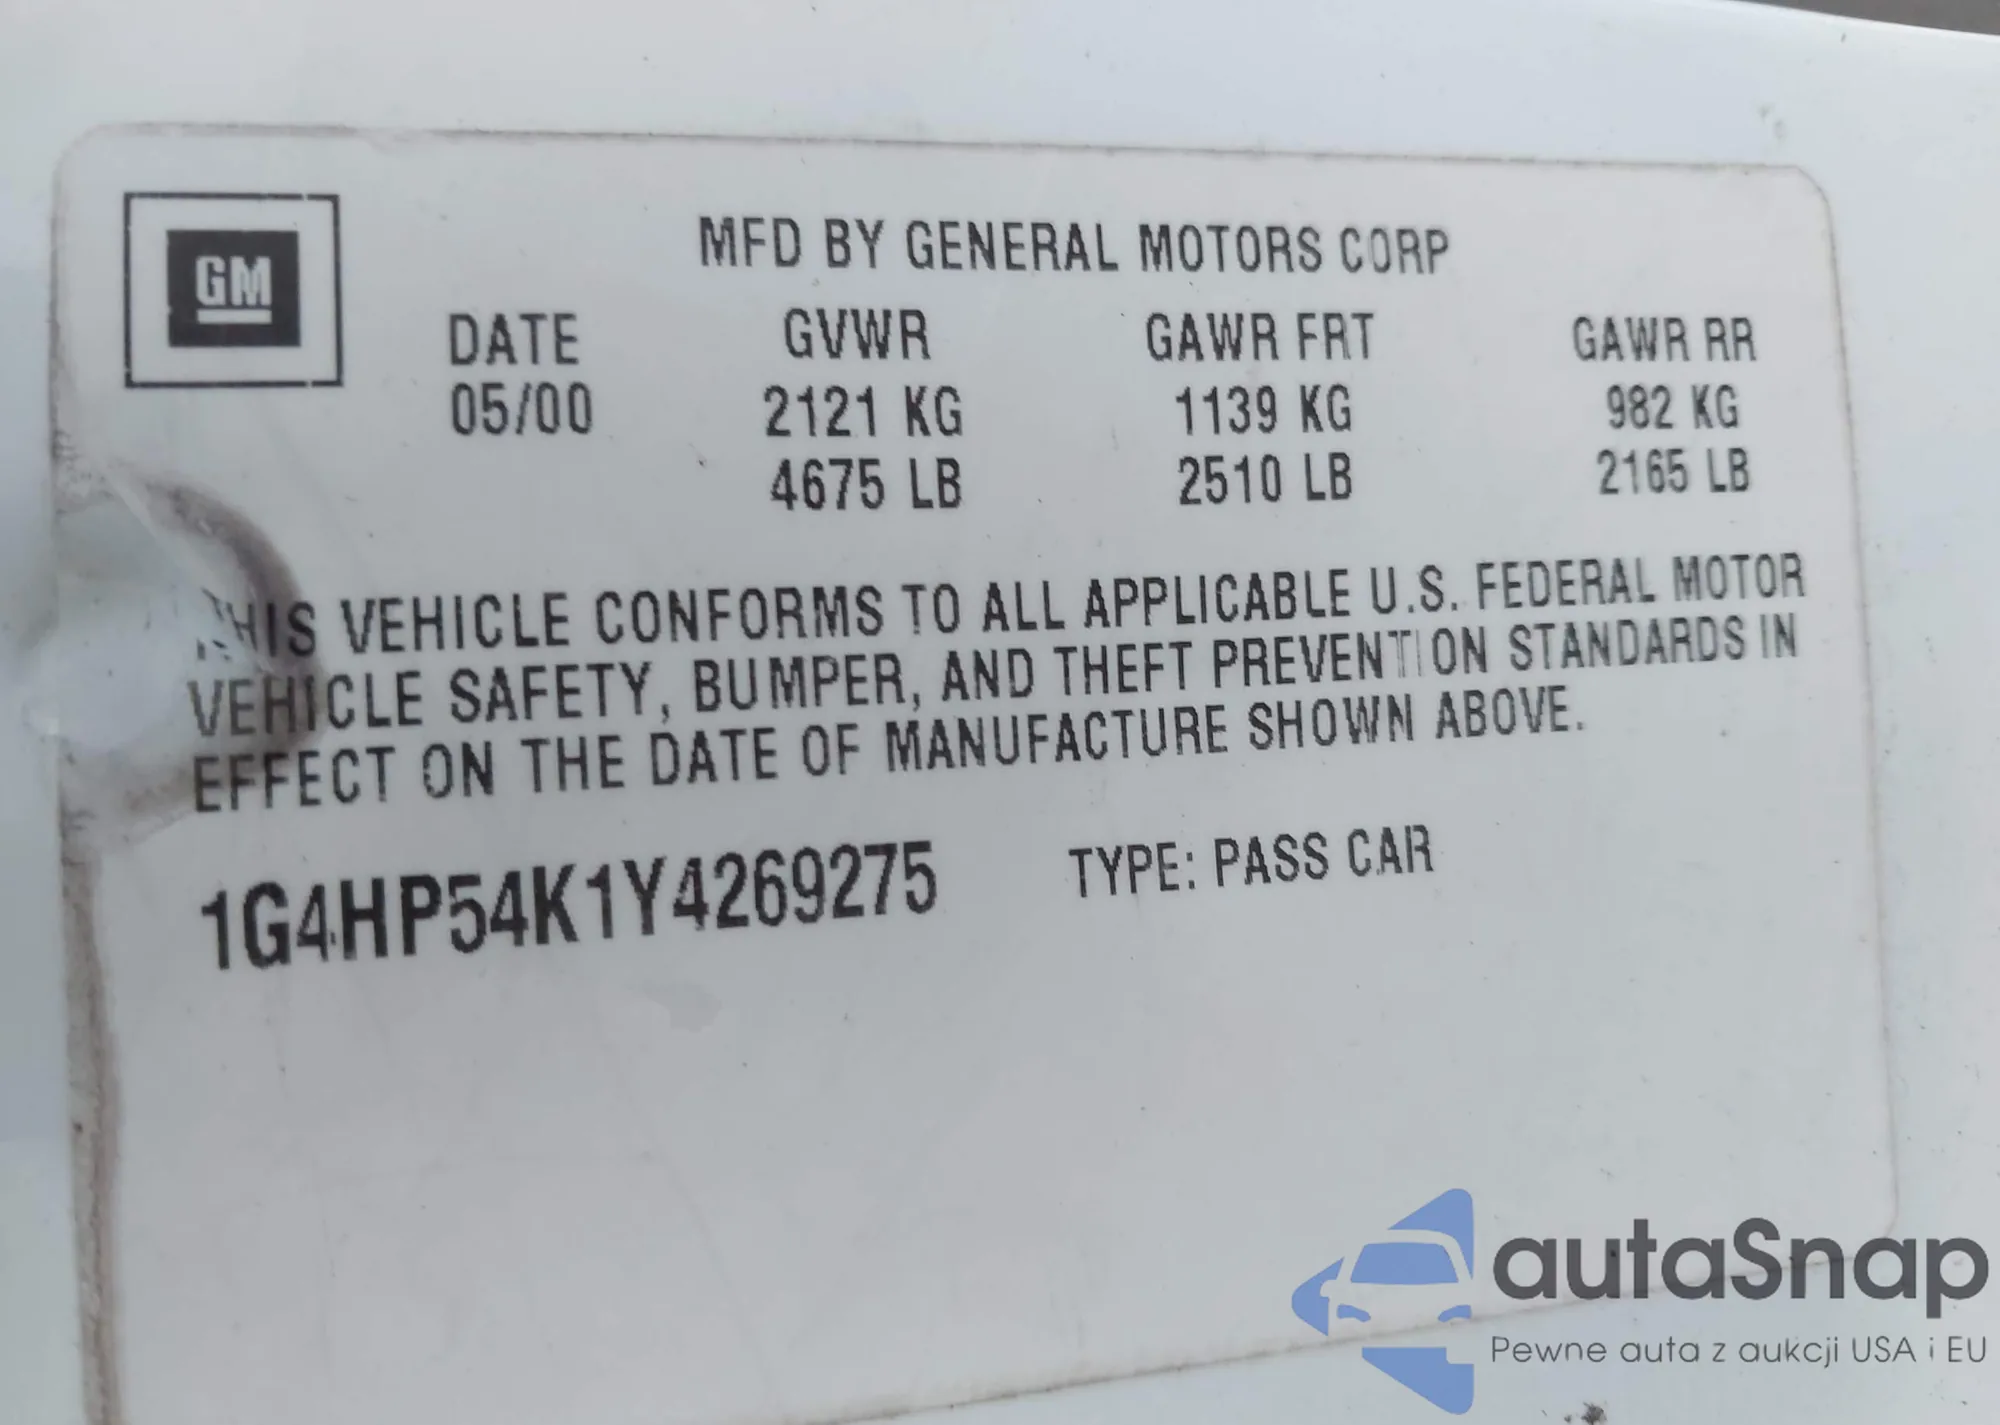 GM
MFD BY GENERAL MOTORS CORP
DATE GVWR GAWR FRT GAWR RR
05/00 2121 KG 1139 KG 982 KG
4675 LB 2510 LB 2165 LB
THIS VEHICLE CONFORMS TO ALL APPLICABLE U.S. FEDERAL MOTOR
VEHICLE SAFETY, BUMPER, AND THEFT PREVENTION STANDARDS IN
EFFECT ON THE DATE OF MANUFACTURE SHOWN ABOVE.
1G4HP54K1Y4269275 TYPE: PASS CAR
autaSnap
Pewne auta z aukcji USA i EU